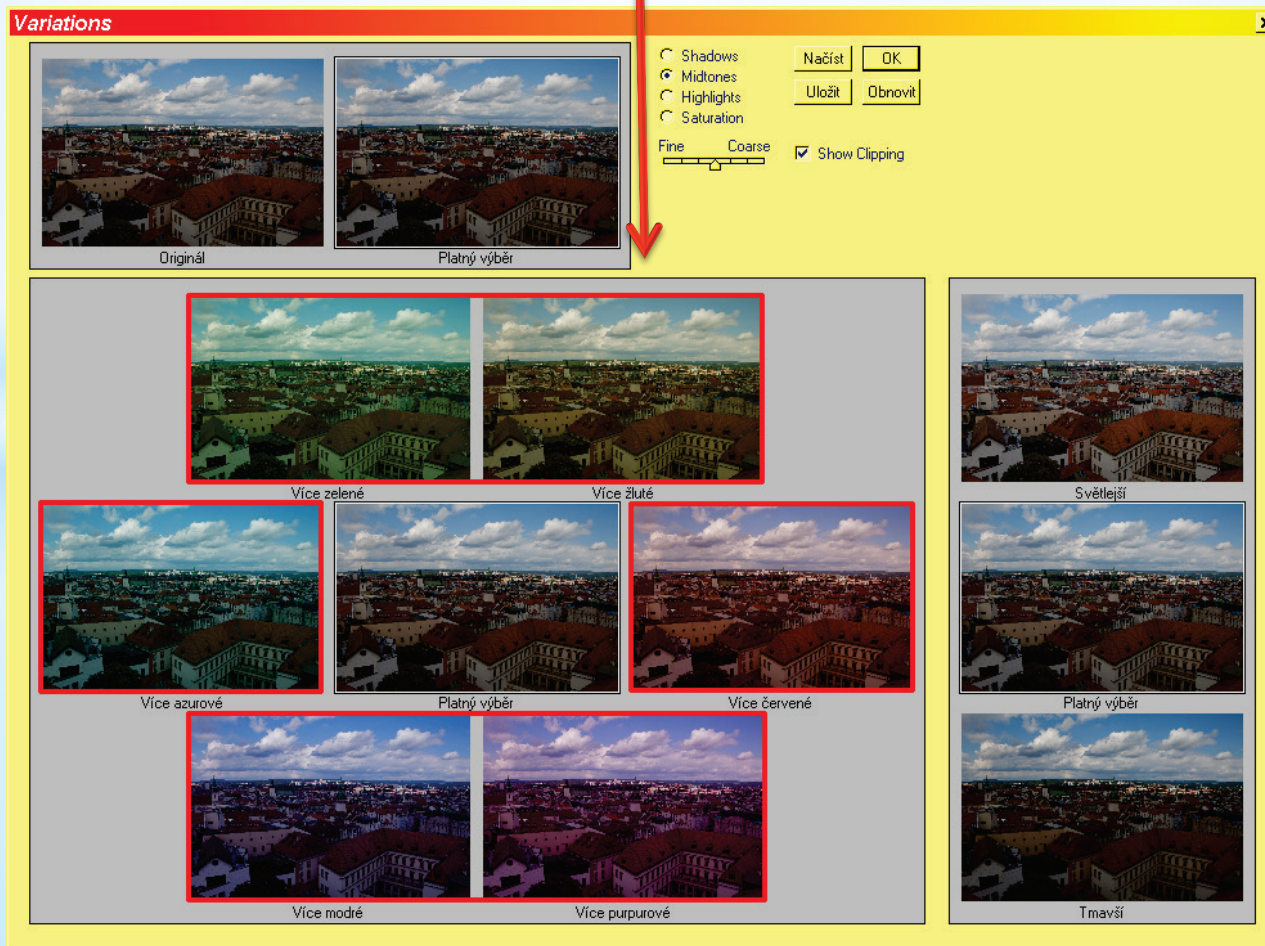 Variations
Shadows
Midtones
Highlights
Saturation
Fine Coarse
Načíst OK
Uložit Obnovit
Show Clipping
Originál Platný výběr
Více zelené Více žluté
Více azurové Platný výběr Více červené
Více modré Více purpurové
Světlejší
Platný výběr
Tmavší